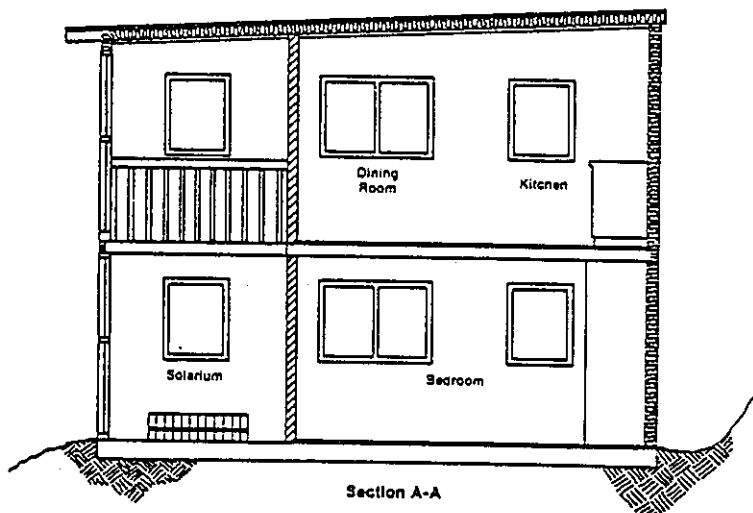 Dining
Room
Kitchen
Solarium
Bedroom
Section A-A